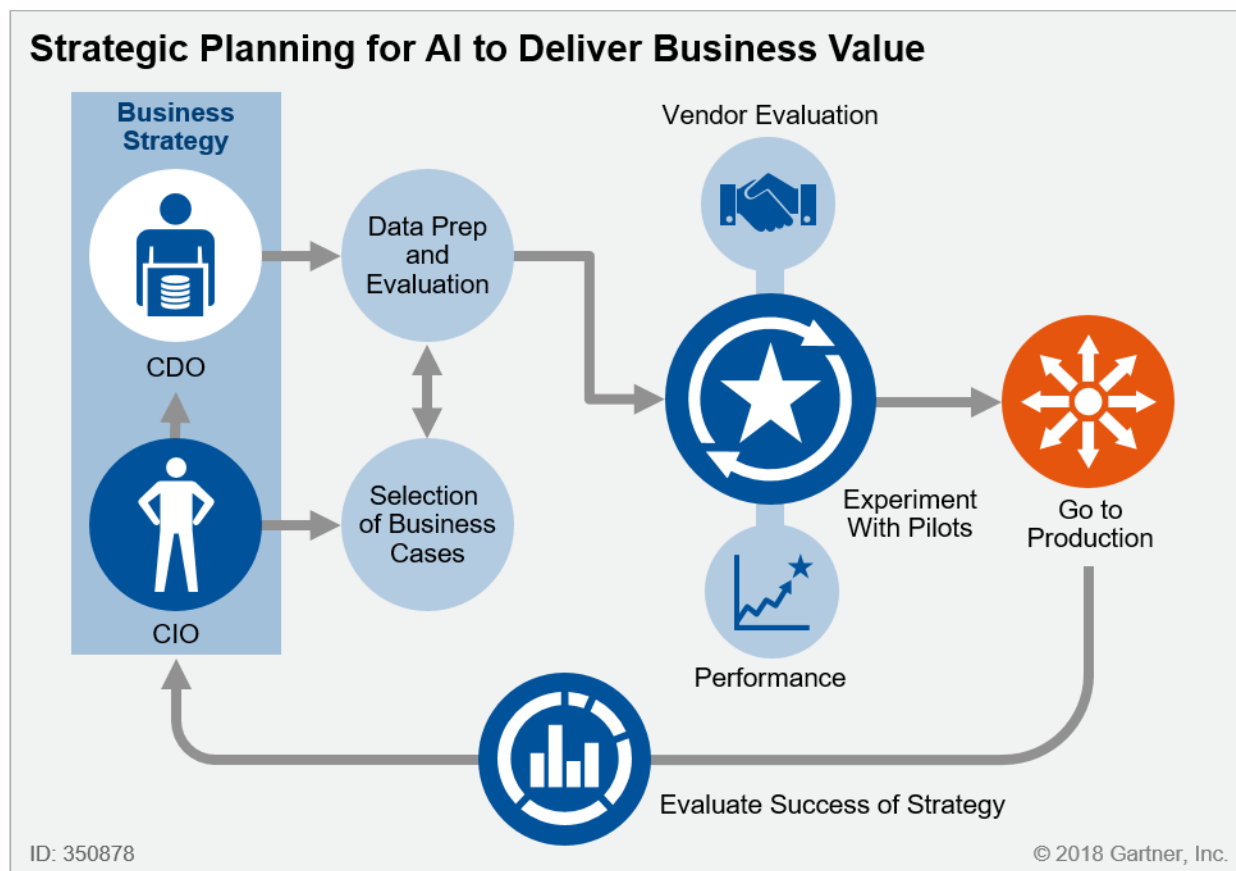 Strategic Planning for AI to Deliver Business Value
Business
Strategy
CDO
CIO
Data Prep
and
Evaluation
Selection
of Business
Cases
Vendor Evaluation
Experiment
With Pilots
Performance
Go to
Production
Evaluate Success of Strategy
ID: 350878
© 2018 Gartner, Inc.